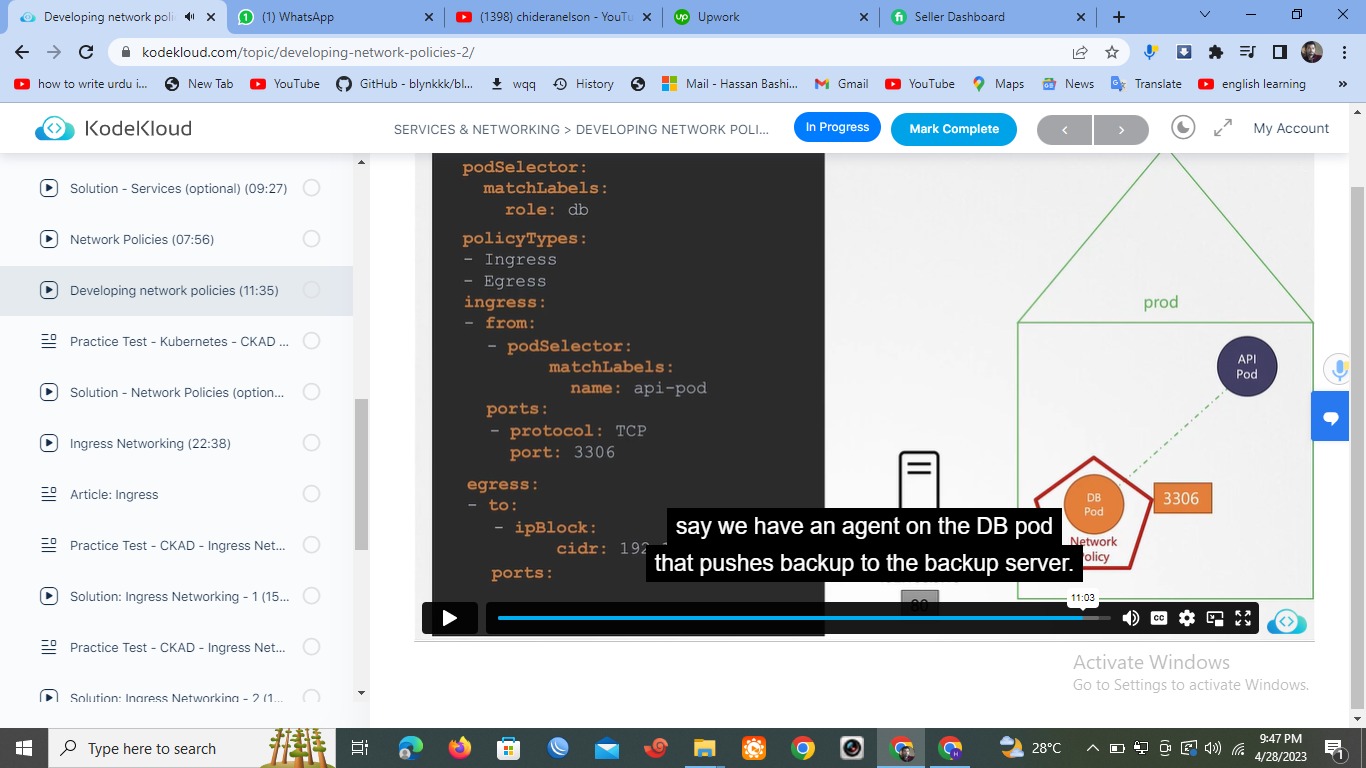 Developing network poli
(1) WhatsApp
(1398) chideranelson - YouTu
Upwork
Seller Dashboard
kodekloud.com/topic/developing-network-policies-2/
how to write urdu i...
New Tab
YouTube
GitHub - blynkkk/bl...
wqq
History
Mail - Hassan Bashi...
Gmail
YouTube
Maps
News
Translate
english learning
»
KodeKloud
SERVICES & NETWORKING > DEVELOPING NETWORK POLI...
In Progress
Mark Complete
My Account
Solution - Services (optional) (09:27)
Network Policies (07:56)
Developing network policies (11:35)
Practice Test - Kubernetes - CKAD ...
Solution - Network Policies (option...
Ingress Networking (22:38)
Article: Ingress
Practice Test - CKAD - Ingress Net...
Solution: Ingress Networking - 1 (15...
Practice Test - CKAD - Ingress Net...
Solution: Ingress Networking - 2 (1...
podSelector:
matchLabels:
role: db
policyTypes:
- Ingress
- Egress
ingress:
- from:
- podSelector:
matchLabels:
name: api-pod
ports:
- protocol: TCP
port: 3306
egress:
- to:
- ipBlock:
cidr: 192
ports:
prod
API
Pod
DB
Pod
3306
Network
Policy
80
say we have an agent on the DB pod
that pushes backup to the backup server.
11:03
CC
Activate Windows
Go to Settings to activate Windows.
Type here to search
28°C
9:47 PM
4/28/2023
1